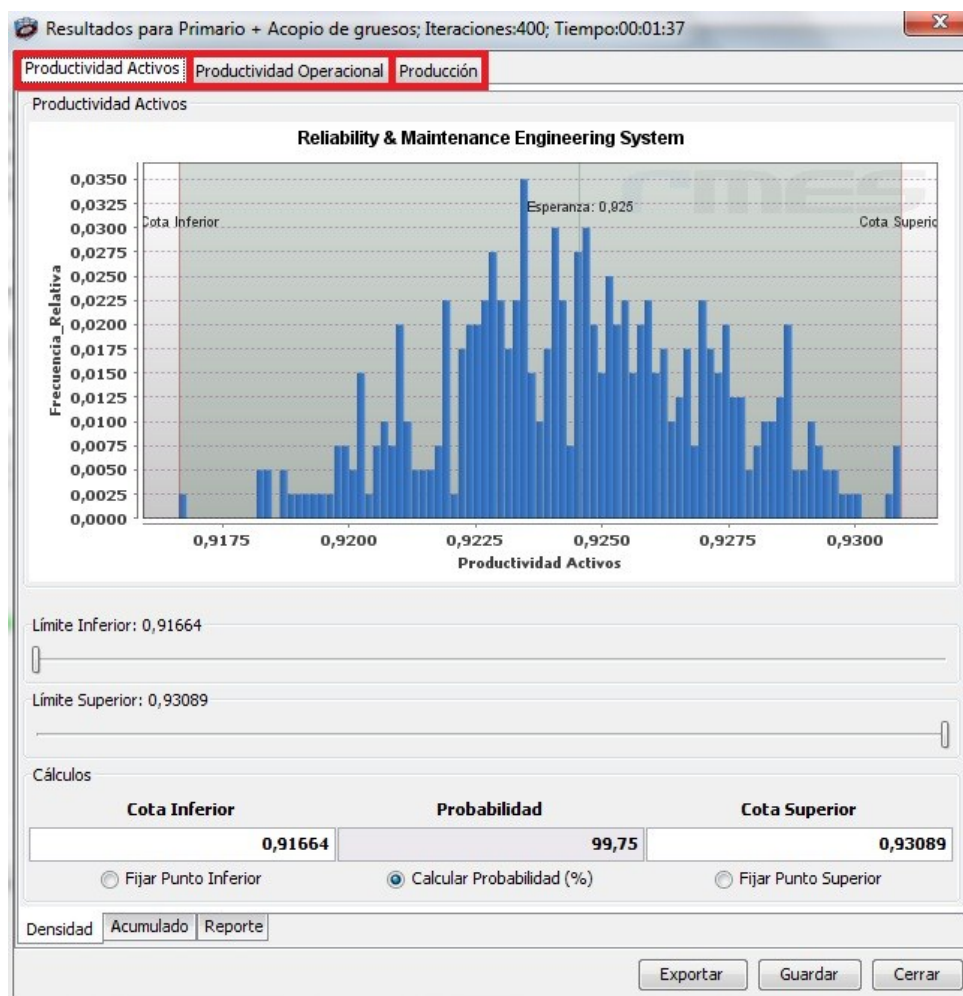 Resultados para Primario + Acopio de gruesos; Iteraciones:400; Tiempo:00:01:37
Productividad Activos Productividad Operacional Producción
Productividad Activos
Reliability & Maintenance Engineering System
rmes
0,0350
0,0325
0,0300
0,0275
0,0250
0,0225
0,0200
0,0175
0,0150
0,0125
0,0100
0,0075
0,0050
0,0025
0,0000
Frecuencia_Relativa
Cota Inferior
Esperanza: 0,925
Cota Superio
0,9175 0,9200 0,9225 0,9250 0,9275 0,9300
Productividad Activos
Límite Inferior: 0,91664
Límite Superior: 0,93089
Cálculos
Cota Inferior Probabilidad Cota Superior
0,91664 99,75 0,93089
Fijar Punto Inferior Calcular Probabilidad (%) Fijar Punto Superior
Densidad Acumulado Reporte
Exportar Guardar Cerrar